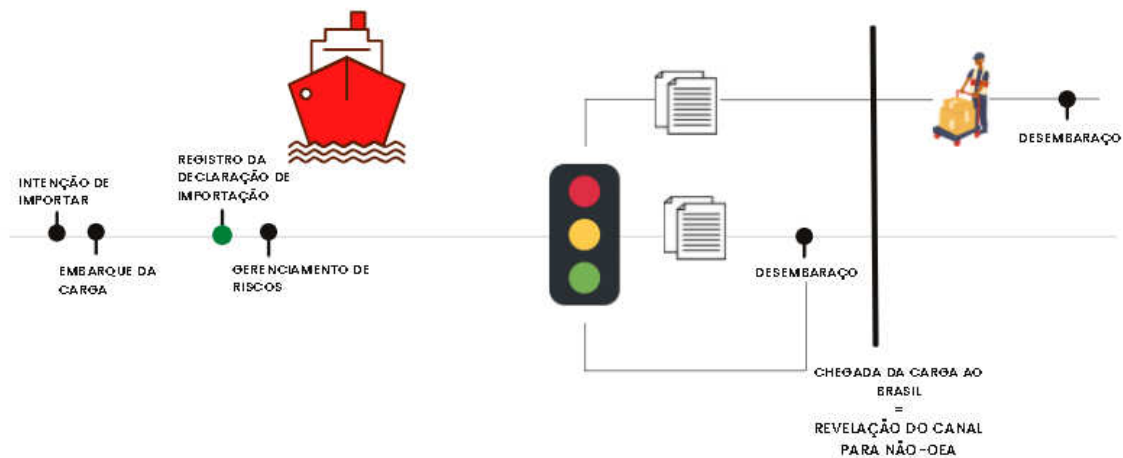 INTENÇÃO DE
IMPORTAR
EMBARQUE DA
CARGA
REGISTRO DA
DECLARAÇÃO DE
IMPORTAÇÃO
GERENCIAMENTO DE
RISCOS
DESEMBARAÇO
DESEMBARAÇO
CHEGADA DA CARGA AO
BRASIL
=
REVELAÇÃO DO CANAL
PARA NÃO-OEA